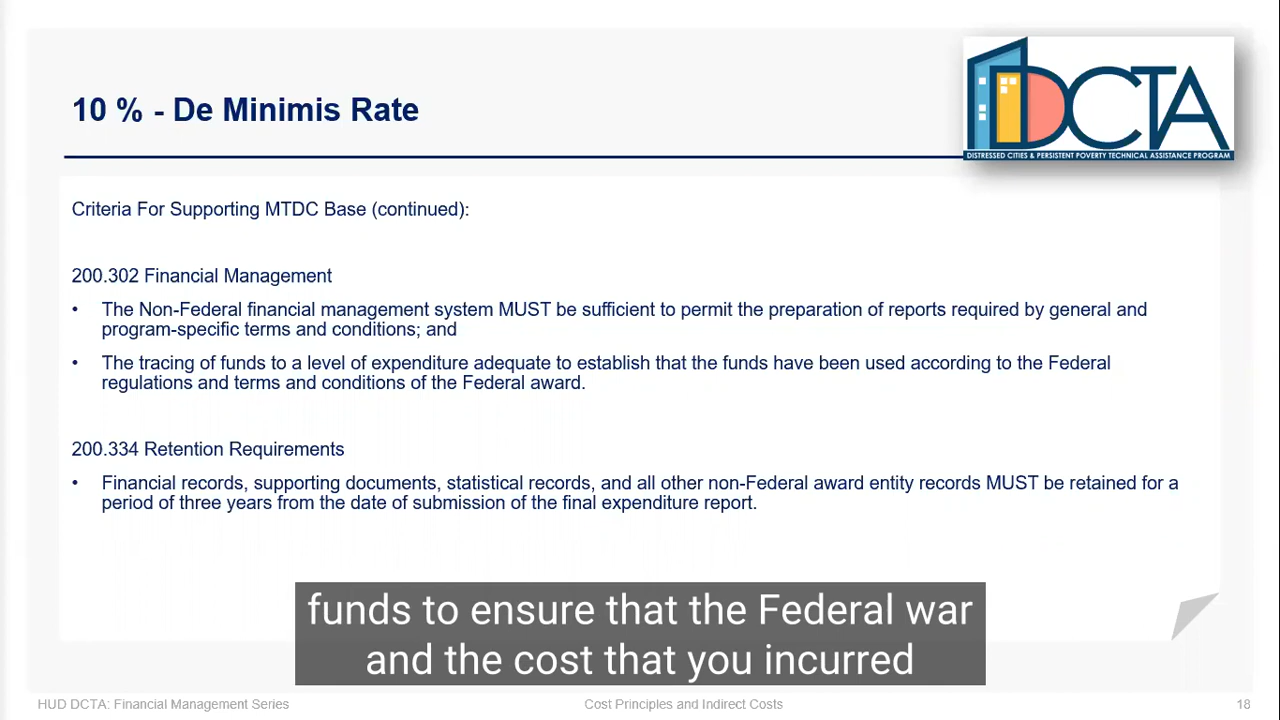 10 % - De Minimis Rate
DCTA
DISTRESSED CITIES & PERSISTENT POVERTY TECHNICAL ASSISTANCE PROGRAM
Criteria For Supporting MTDC Base (continued):
200.302 Financial Management
• The Non-Federal financial management system MUST be sufficient to permit the preparation of reports required by general and
program-specific terms and conditions; and
• The tracing of funds to a level of expenditure adequate to establish that the funds have been used according to the Federal
regulations and terms and conditions of the Federal award.
200.334 Retention Requirements
• Financial records, supporting documents, statistical records, and all other non-Federal award entity records MUST be retained for a
period of three years from the date of submission of the final expenditure report.
funds to ensure that the Federal war
and the cost that you incurred
HUD DCTA: Financial Management Series
Cost Principles and Indirect Costs
18